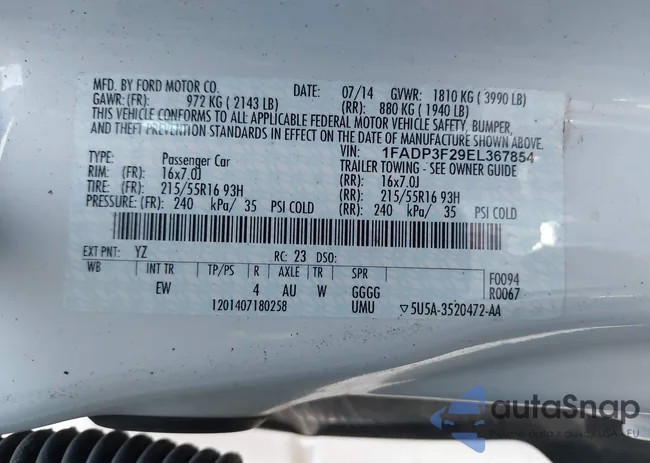 MFD. BY FORD MOTOR CO. DATE: 07/14 GVWR: 1810 KG ( 3990 LB)
GAWR: (FR): 972 KG ( 2143 LB) (RR): 880 KG ( 1940 LB)
THIS VEHICLE CONFORMS TO ALL APPLICABLE FEDERAL MOTOR VEHICLE SAFETY, BUMPER,
AND THEFT PREVENTION STANDARDS IN EFFECT ON THE DATE OF MANUFACTURE SHOWN ABOVE.
VIN: 1FADP3F29EL367854
TYPE: Passenger Car TRAILER TOWING - SEE OWNER GUIDE
RIM: (FR): 16x7.0J (RR): 16x7.0J
TIRE: (FR): 215/55R16 93H (RR): 215/55R16 93H
PRESSURE: (FR): 240 kPa/ 35 PSI COLD (RR): 240 kPa/ 35 PSI COLD
EXT PNT: YZ RC: 23 DSO:
WB INT TR TP/PS R AXLE TR SPR F0094
EW 4 AU W GGGG R0067
1201407180258 UMU ▽5U5A-3520472-AA
autoSnap